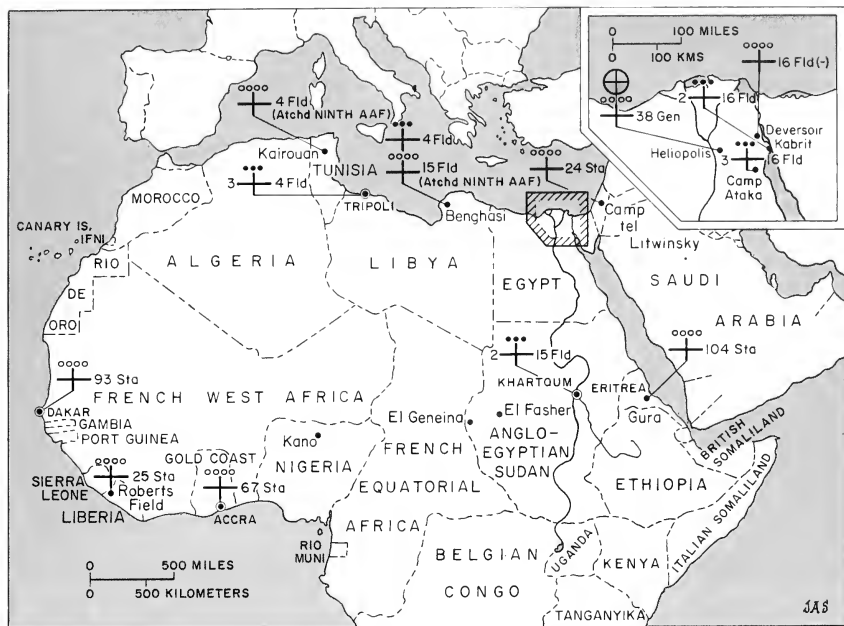 0 100 MILES
0 100 KMS
16 Fld (-)
2 16 Fld
38 Gen
Deversoir
Kabrit
Heliopolis
3 16 Fld
Camp
Ataka
4 Fld
(Atchd NINTH AAF)
4 Fld
Kairouan
TUNISIA
15 Fld
(Atchd NINTH AAF)
24 Sta
3 4 Fld
TRIPOLI
Benghasi
Camp
tel
Litwinsky
MOROCCO
CANARY IS.
IFNI
RIO
DE
ORO
ALGERIA
LIBYA
EGYPT
SAUDI
ARABIA
93 Sta
DAKAR
FRENCH WEST AFRICA
2 15 Fld
KHARTOUM
104 Sta
ERITREA
Gura
GAMBIA
PORT GUINEA
El Geneina
El Fasher
Kano
NIGERIA
FRENCH
EQUATORIAL
AFRICA
ANGLO-
EGYPTIAN
SUDAN
BRITISH
SOMALILAND
GOLD COAST
SIERRA
LEONE
25 Sta
Roberts
Field
LIBERIA
67 Sta
ACCRA
ETHIOPIA
ITALIAN SOMALILAND
RIO
MUNI
BELGIAN
CONGO
UGANDA
KENYA
TANGANYIKA
0 500 MILES
0 500 KILOMETERS
JAS